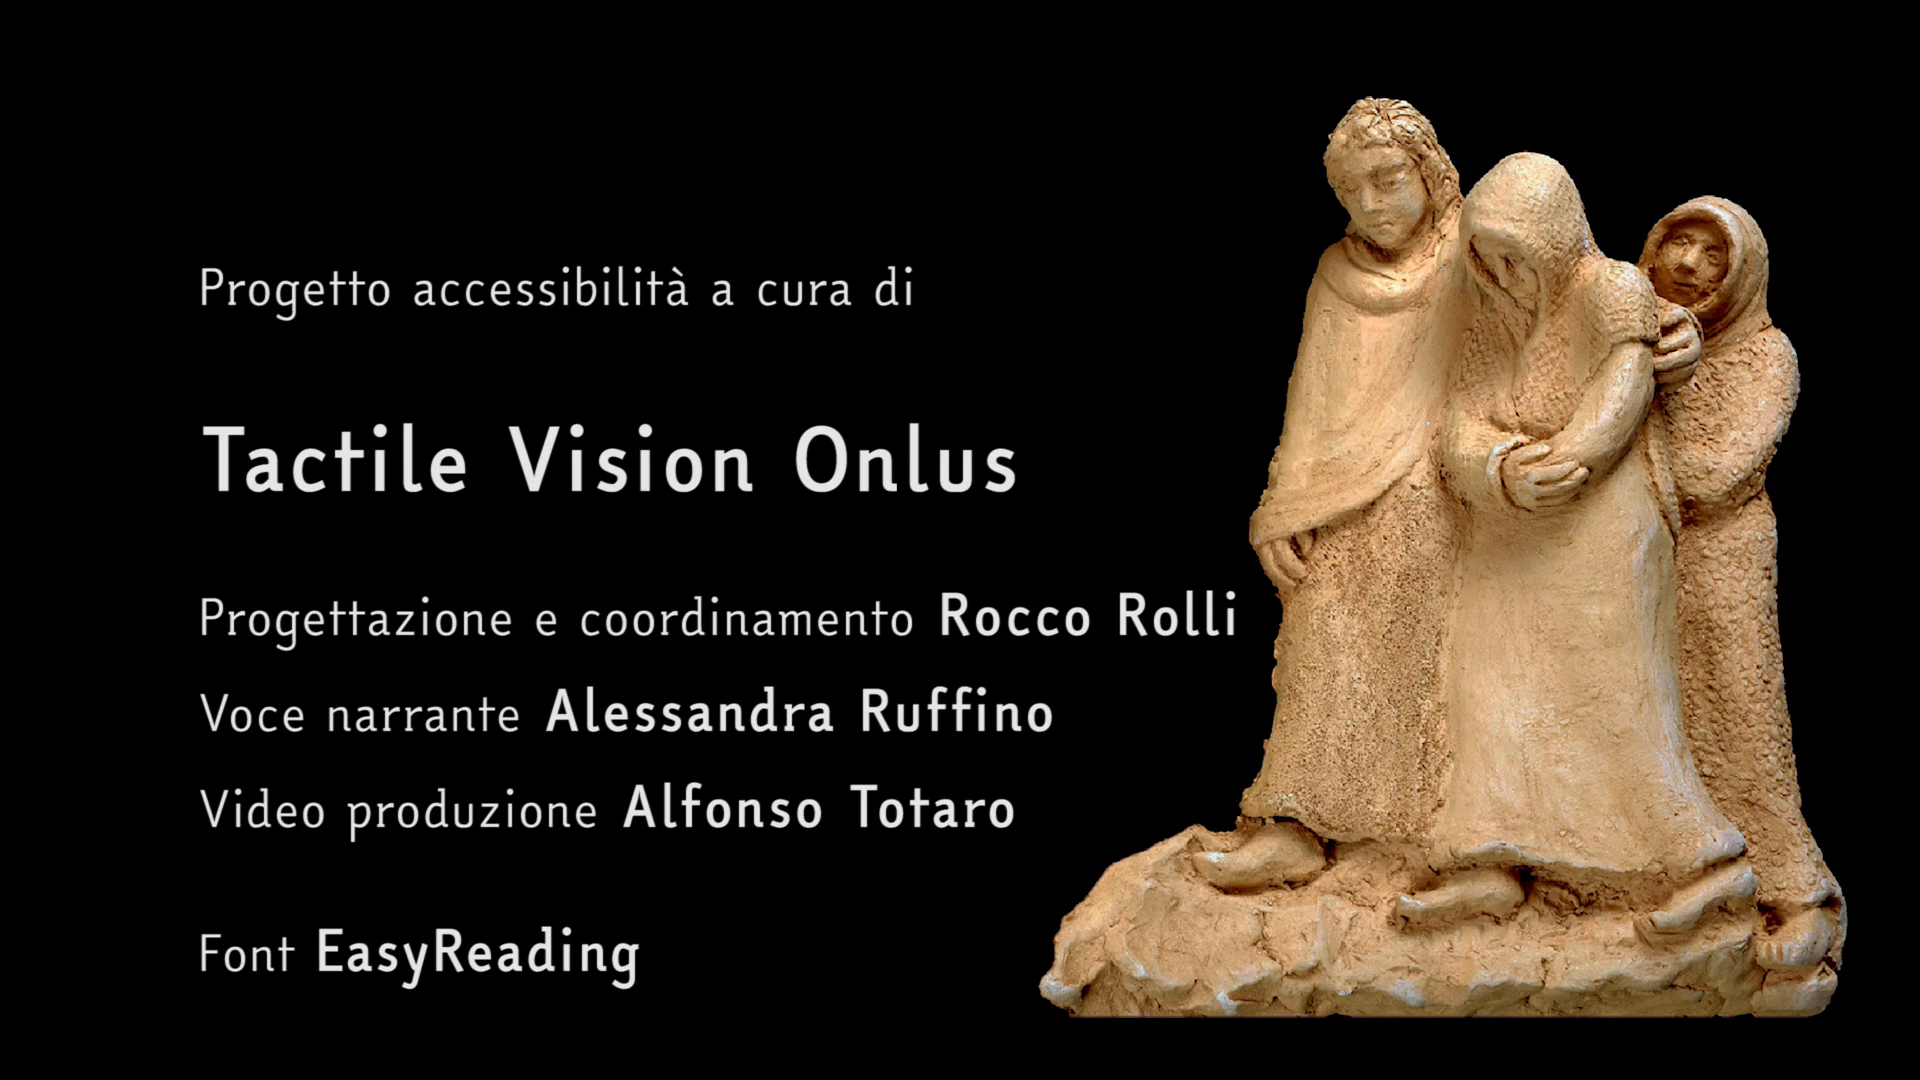 Progetto accessibilità a cura di
Tactile Vision Onlus
Progettazione e coordinamento Rocco Rolli
Voce narrante Alessandra Ruffino
Video produzione Alfonso Totaro
Font EasyReading